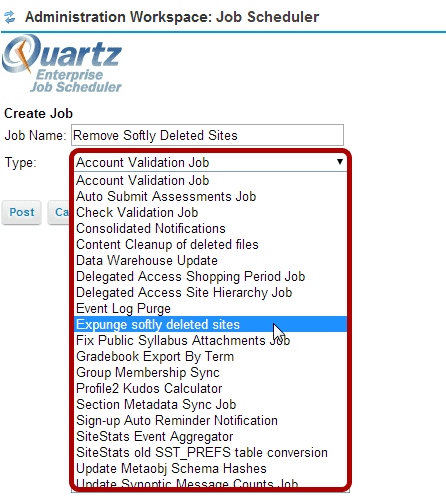 Administration Workspace: Job Scheduler
Quartz
Enterprise
Job Scheduler
Create Job
Job Name: Remove Softly Deleted Sites
Type: Account Validation Job
Account Validation Job
Auto Submit Assessments Job
Check Validation Job
Consolidated Notifications
Content Cleanup of deleted files
Data Warehouse Update
Delegated Access Shopping Period Job
Delegated Access Site Hierarchy Job
Event Log Purge
Expunge softly deleted sites
Fix Public Syllabus Attachments Job
Gradebook Export By Term
Group Membership Sync
Profile2 Kudos Calculator
Section Metadata Sync Job
Sign-up Auto Reminder Notification
SiteStats Event Aggregator
SiteStats old SST_PREFS table conversion
Update Metaobj Schema Hashes
Update Synoptic Message Counts Job
Post Ca